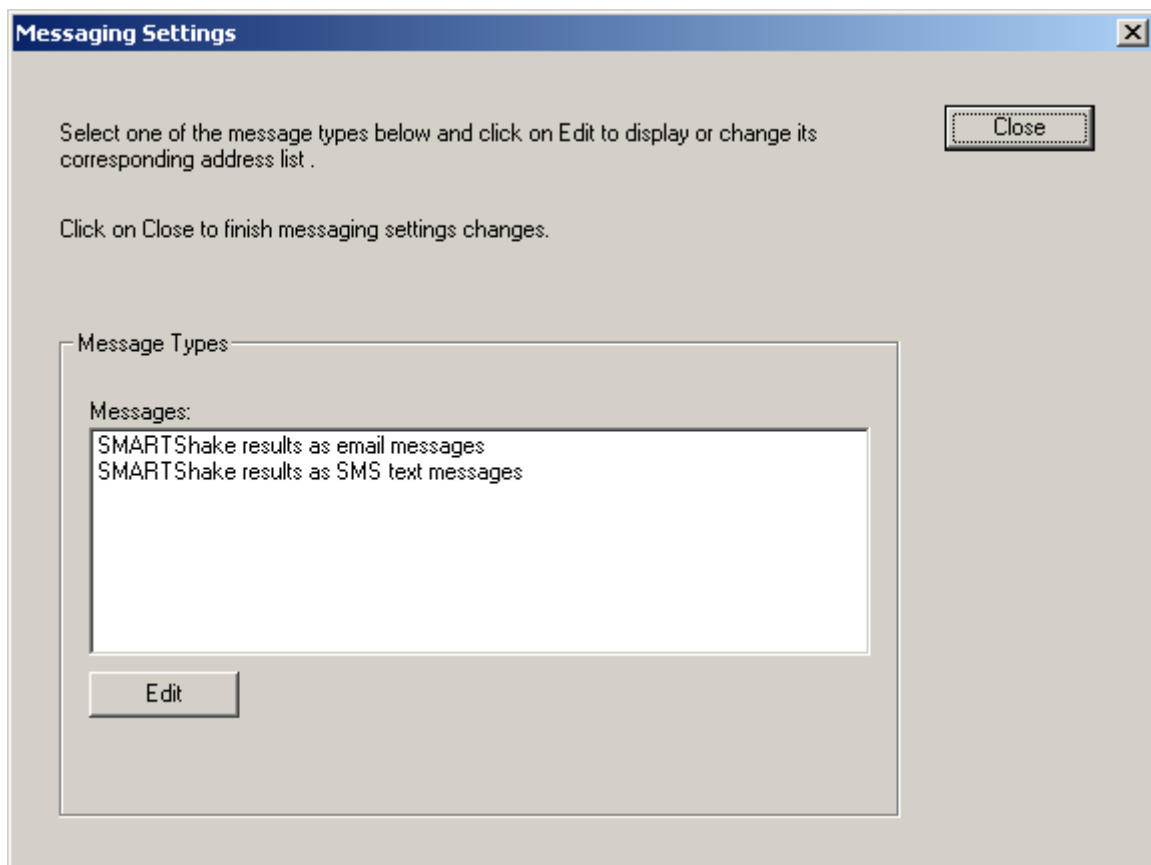 Messaging Settings
Select one of the message types below and click on Edit to display or change its
corresponding address list .
Close
Click on Close to finish messaging settings changes.
Message Types
Messages:
SMARTShake results as email messages
SMARTShake results as SMS text messages
Edit